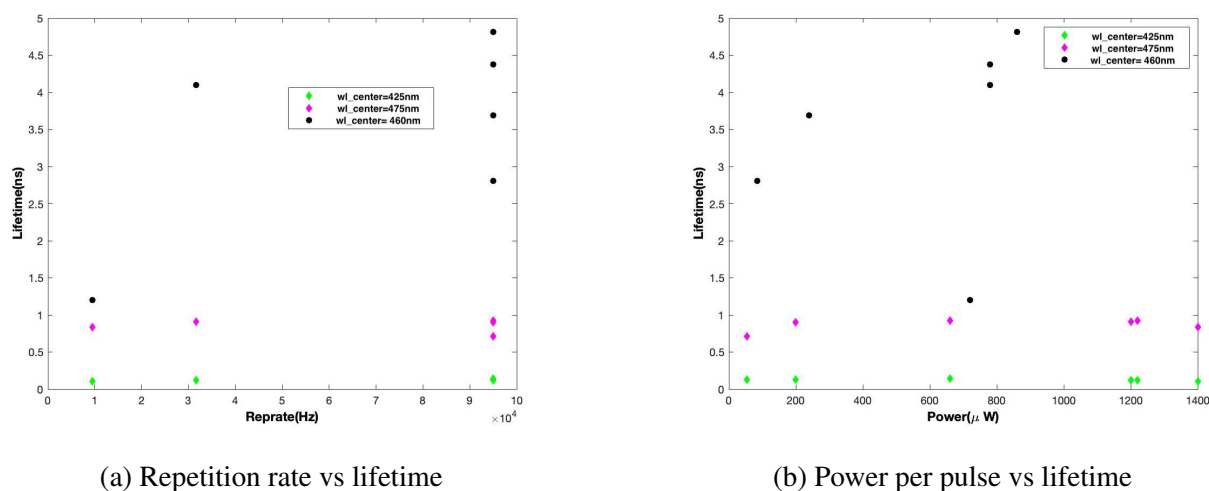 5
4.5
4
3.5
3
2.5
2
1.5
1
0.5
0
Lifetime(ns)
wl_center=425nm
wl_center=475nm
wl_center= 460nm
0 1 2 3 4 5 6 7 8 9 10
Reprate(Hz)
×10⁴
(a) Repetition rate vs lifetime
5
4.5
4
3.5
3
2.5
2
1.5
1
0.5
0
Lifetime(ns)
wl_center=425nm
wl_center=475nm
wl_center= 460nm
0 200 400 600 800 1000 1200 1400
Power(μ W)
(b) Power per pulse vs lifetime